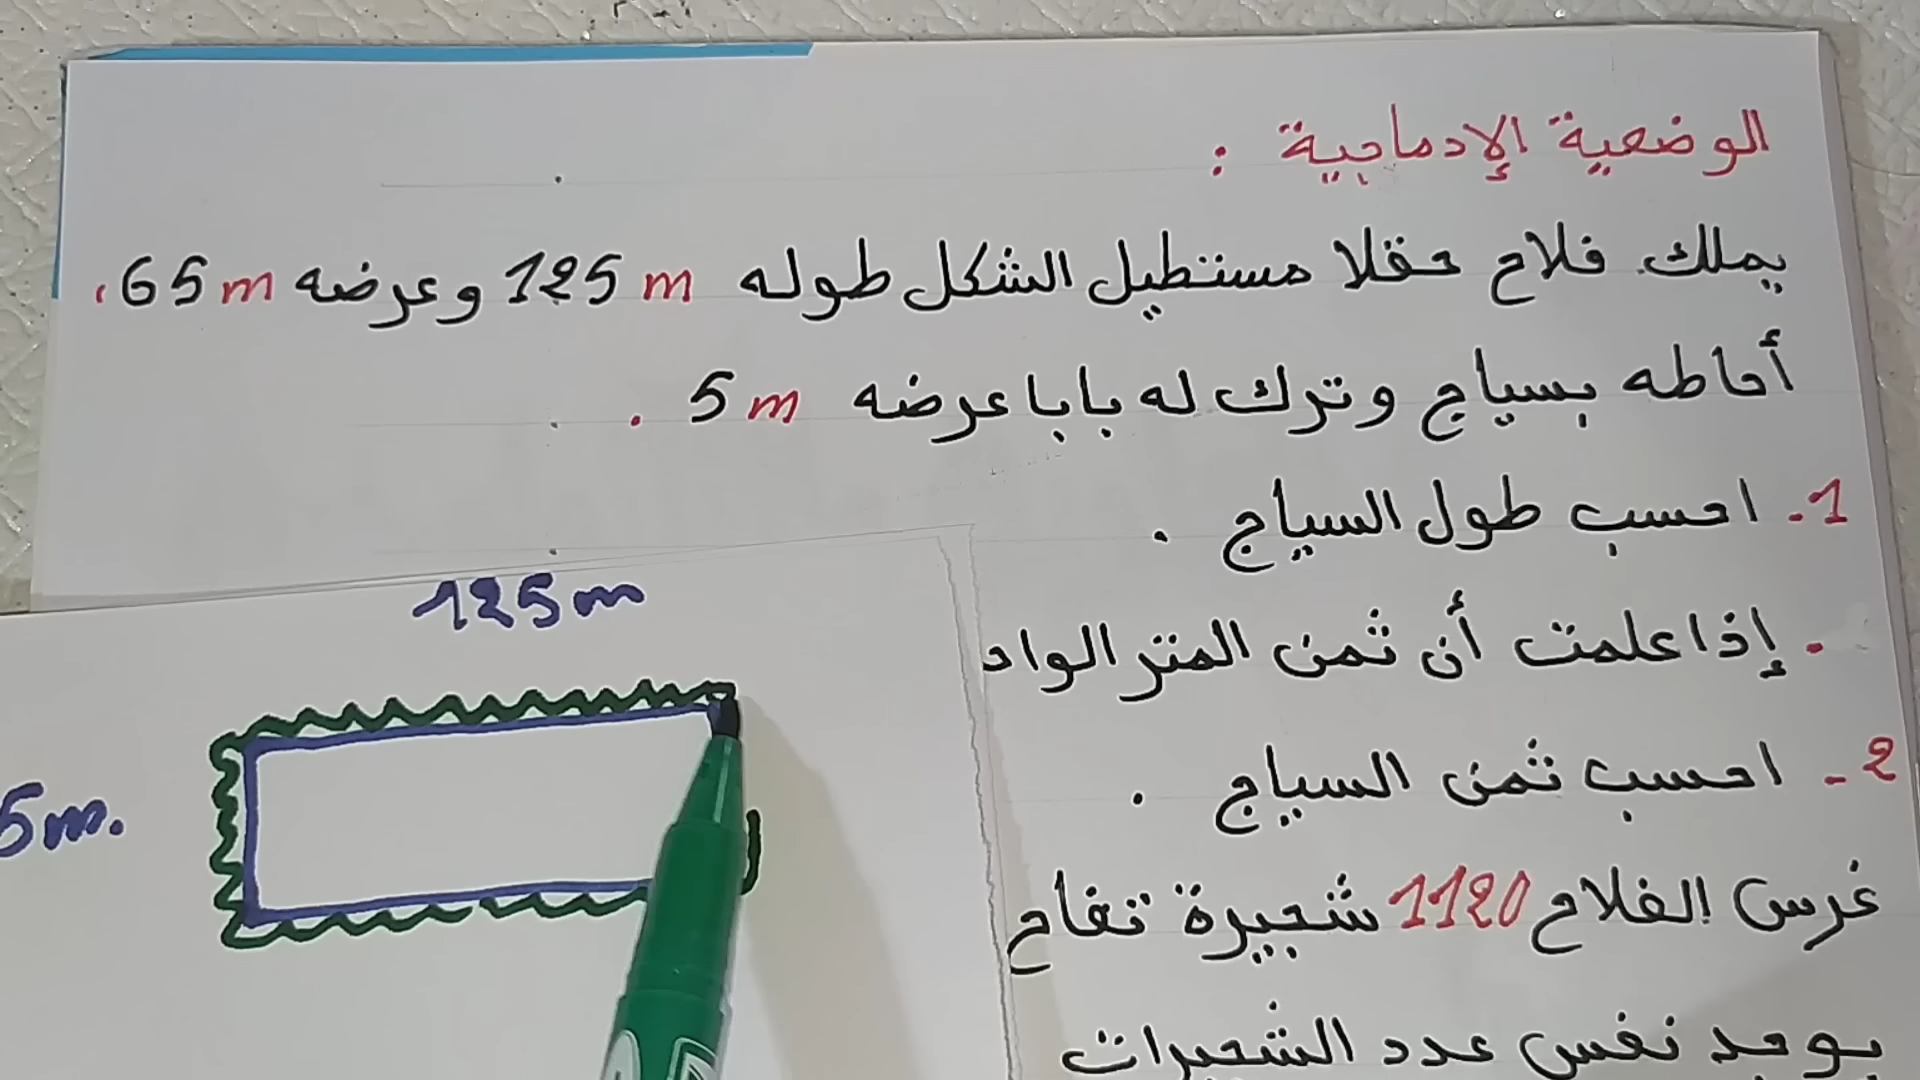 الوضعية الإدماجية :
يملك فلاح حقلا مستطيل الشكل طوله 125 m وعرضه 65 m،
أحاطه بسياج وترك له بابا عرضه 5 m .
1. احسب طول السياج .
. إذا علمت أن ثمن المتر
2 - احسب ثمن السياج .
غرس الفلاح 1120 شجيرة تفاح
يوجد نفس عدد الشجيرات
125m
5m.